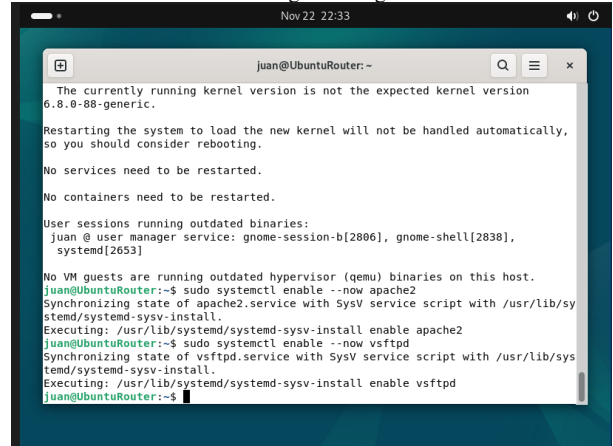 Nov 22 22:33
juan@UbuntuRouter: ~
The currently running kernel version is not the expected kernel version
6.8.0-88-generic.
Restarting the system to load the new kernel will not be handled automatically,
so you should consider rebooting.
No services need to be restarted.
No containers need to be restarted.
User sessions running outdated binaries:
juan @ user manager service: gnome-session-b[2806], gnome-shell[2838],
systemd[2653]
No VM guests are running outdated hypervisor (qemu) binaries on this host.
juan@UbuntuRouter:~$ sudo systemctl enable --now apache2
Synchronizing state of apache2.service with SysV service script with /usr/lib/sy
stemd/systemd-sysv-install.
Executing: /usr/lib/systemd/systemd-sysv-install enable apache2
juan@UbuntuRouter:~$ sudo systemctl enable --now vsftpd
Synchronizing state of vsftpd.service with SysV service script with /usr/lib/sys
temd/systemd-sysv-install.
Executing: /usr/lib/systemd/systemd-sysv-install enable vsftpd
juan@UbuntuRouter:~$